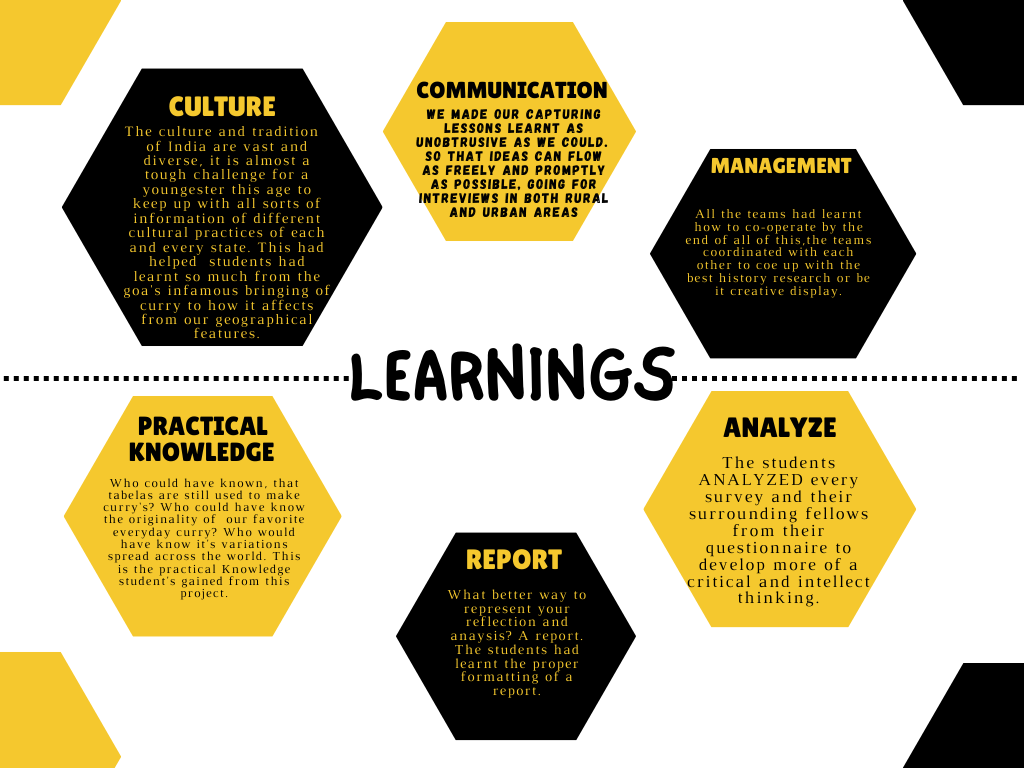 CULTURE
The culture and tradition
of India are vast and
diverse, it is almost a
tough challenge for a
youngester this age to
keep up with all sorts of
information of different
cultural practices of each
and every state. This had
helped students had
learnt so much from the
goa's infamous bringing of
curry to how it affects
from our geographical
features.
COMMUNICATION
WE MADE OUR CAPTURING
LESSONS LEARNT AS
UNOBTRUSIVE AS WE COULD.
SO THAT IDEAS CAN FLOW
AS FREELY AND PROMPTLY
AS POSSIBLE, GOING FOR
INTREVIEWS IN BOTH RURAL
AND URBAN AREAS
MANAGEMENT
All the teams had learnt
how to co-operate by the
end of all of this,the teams
coordinated with each
other to coe up with the
best history research or be
it creative display.
LEARNINGS
PRACTICAL
KNOWLEDGE
Who could have known, that
tabelas are still used to make
curry's? Who could have know
the originality of our favorite
everyday curry? Who would
have know it's variations
spread across the world. This
is the practical Knowledge
student's gained from this
project.
REPORT
What better way to
represent your
reflection and
anaysis? A report.
The students had
learnt the proper
formatting of a
report.
ANALYZE
The students
ANALYZED every
survey and their
surrounding fellows
from their
questionnaire to
develop more of a
critical and intellect
thinking.